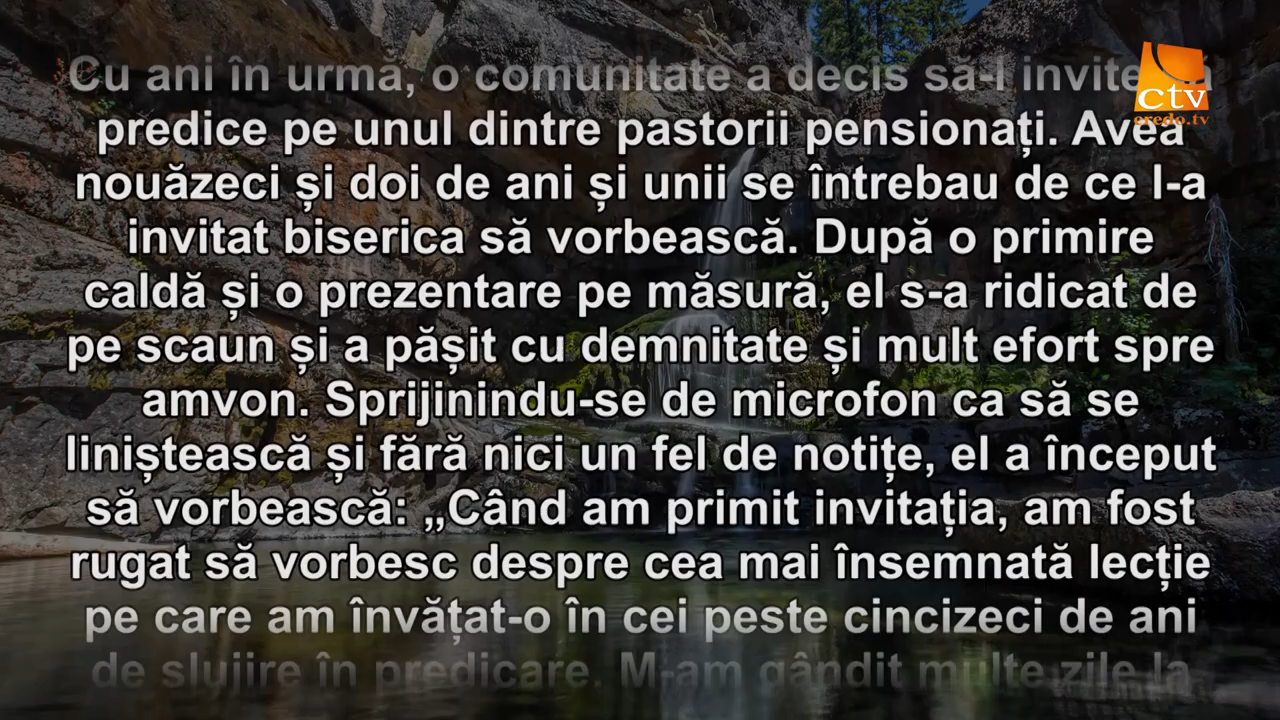 Cu ani în urmă, o comunitate a decis să-l invite să
predice pe unul dintre pastorii pensionați. Avea
nouăzeci și doi de ani și unii se întrebau de ce l-a
invitat biserica să vorbească. După o primire
caldă și o prezentare pe măsură, el s-a ridicat de
pe scaun și a pășit cu demnitate și mult efort spre
amvon. Sprijinindu-se de microfon ca să se
liniștească și fără nici un fel de notițe, el a început
să vorbească: „Când am primit invitația, am fost
rugat să vorbesc despre cea mai însemnată lecție
pe care am învățat-o în cei peste cincizeci de ani
de slujire în predicare. M-am gândit multe zile la
ctv
credo.tv